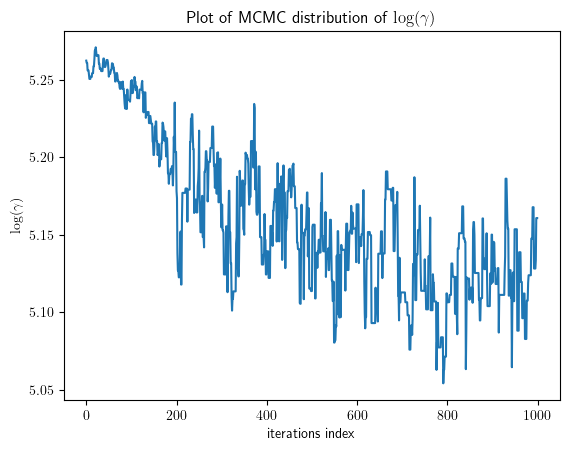 Plot of MCMC distribution of log(γ)
log(γ)
5.25
5.20
5.15
5.10
5.05
0 200 400 600 800 1000
iterations index